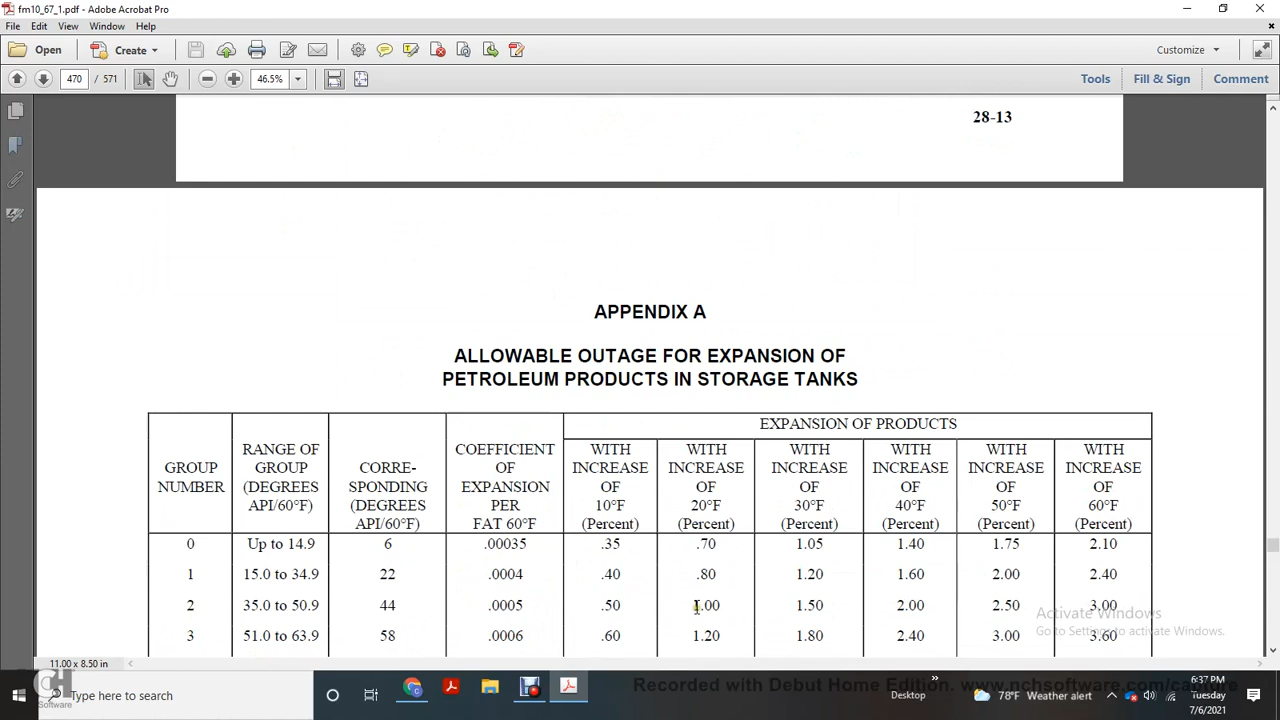 fm10_67_1.pdf - Adobe Acrobat Pro
File Edit View Window Help
Open Create Customize
470 / 571 46.5% Tools Fill & Sign Comment
28-13
APPENDIX A
ALLOWABLE OUTAGE FOR EXPANSION OF
PETROLEUM PRODUCTS IN STORAGE TANKS
EXPANSION OF PRODUCTS
GROUP
NUMBER
RANGE OF
GROUP
(DEGREES
API/60°F)
CORRE-
SPONDING
(DEGREES
API/60°F)
COEFFICIENT
OF
EXPANSION
PER
FAT 60°F
WITH
INCREASE
OF
10°F
(Percent)
WITH
INCREASE
OF
20°F
(Percent)
WITH
INCREASE
OF
30°F
(Percent)
WITH
INCREASE
OF
40°F
(Percent)
WITH
INCREASE
OF
50°F
(Percent)
WITH
INCREASE
OF
60°F
(Percent)
0 Up to 14.9 6 .00035 .35 .70 1.05 1.40 1.75 2.10
1 15.0 to 34.9 22 .0004 .40 .80 1.20 1.60 2.00 2.40
2 35.0 to 50.9 44 .0005 .50 1.00 1.50 2.00 2.50 3.00
3 51.0 to 63.9 58 .0006 .60 1.20 1.80 2.40 3.00 3.60
Activate Windows
Go to Settings to activate Windows.
11.00 x 8.50 in
Software
Type here to search
Recorded with Debut Home Edition. www.nchsoftware.com/capture
Desktop
78°F Weather alert
6:37 PM
Tuesday
7/6/2021